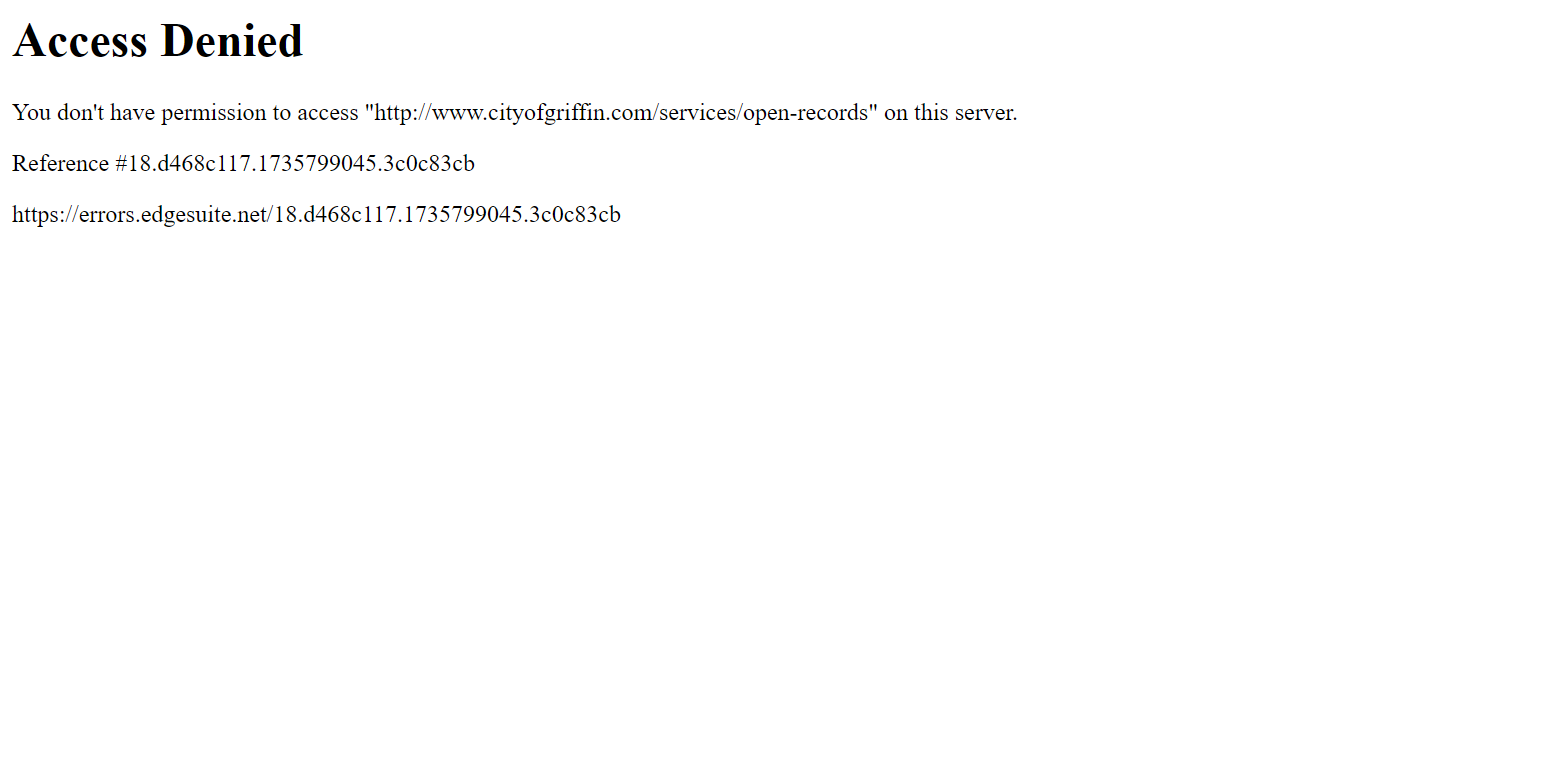 Access Denied
You don't have permission to access "http://www.cityofgriffin.com/services/open-records" on this server.
Reference #18.d468c117.1735799045.3c0c83cb
https://errors.edgesuite.net/18.d468c117.1735799045.3c0c83cb